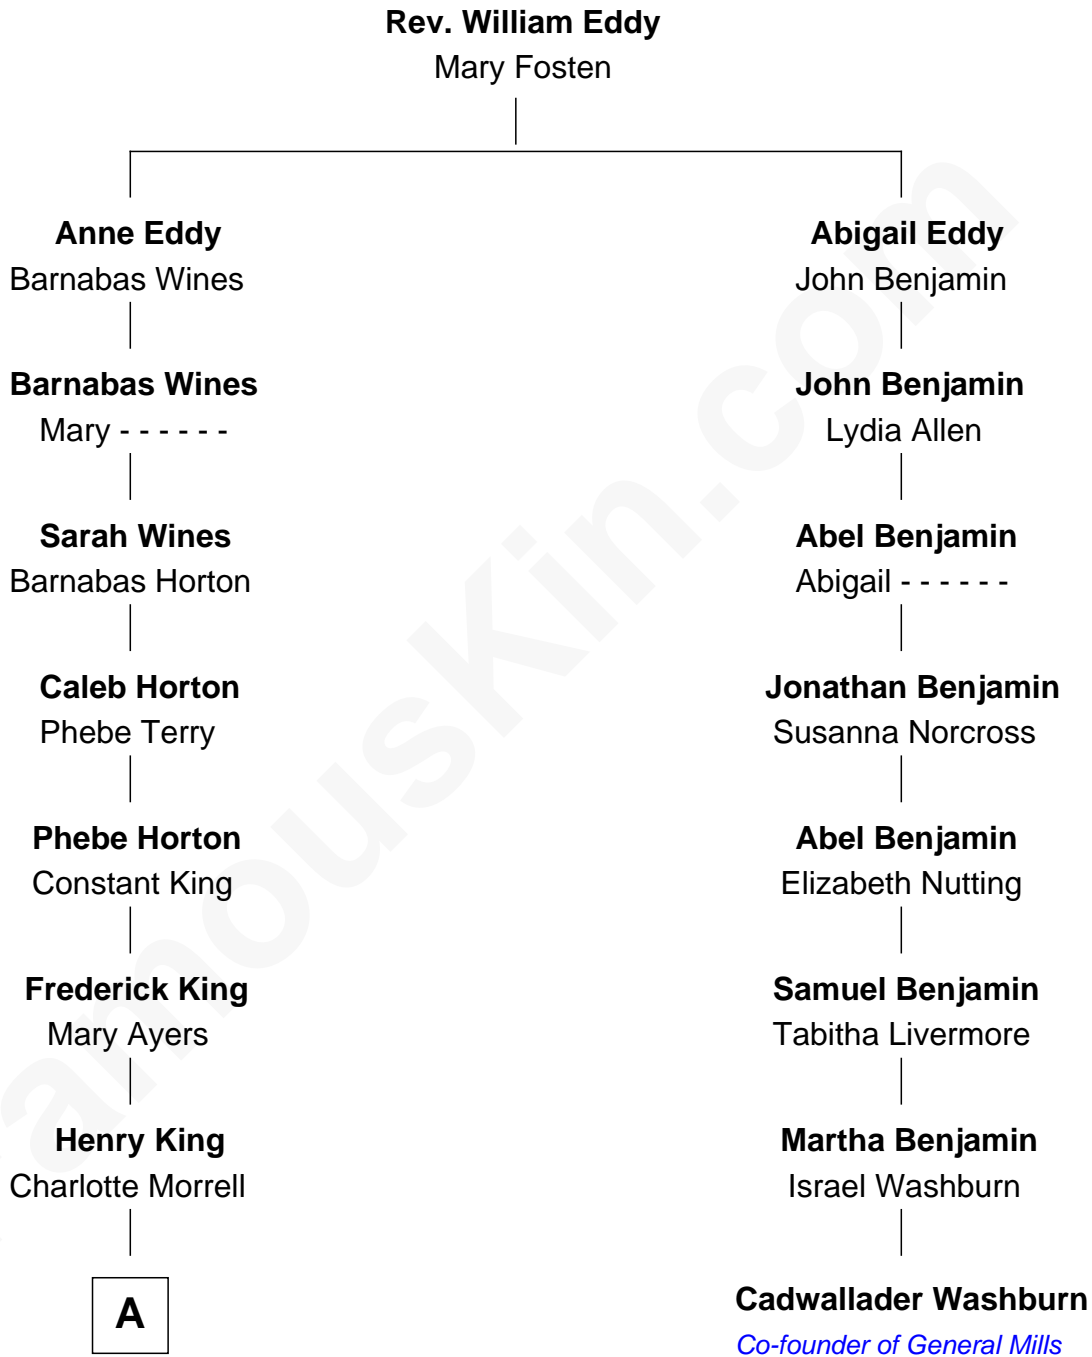 Rev. William Eddy
Mary Fosten
Anne Eddy
Barnabas Wines
Abigail Eddy
John Benjamin
Barnabas Wines
Mary - - - - - -
John Benjamin
Lydia Allen
Sarah Wines
Barnabas Horton
Abel Benjamin
Abigail - - - - - -
Caleb Horton
Phebe Terry
Jonathan Benjamin
Susanna Norcross
Phebe Horton
Constant King
Abel Benjamin
Elizabeth Nutting
Frederick King
Mary Ayers
Samuel Benjamin
Tabitha Livermore
Henry King
Charlotte Morrell
Martha Benjamin
Israel Washburn
A
Cadwallader Washburn
Co-founder of General Mills
amouskin.com